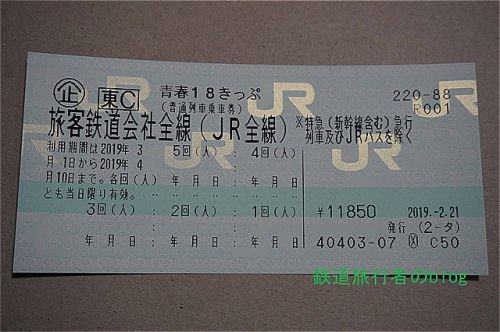 企 東C 青春18きっぷ 220-88
(普通列車乗車券) R001
旅客鉄道会社全線(JR全線) ※特急(新幹線含む)急行
列車及びJRバスを除く
利用期間は2019年 3 5回(人) : 4回(人) :
月 1日から2019年 4
月10日まで。各回(人) 年 月 日 年 月 日
とも当日限り有効。
3回(人) : 2回(人) : 1回(人) : ¥11850 2019.-2.21
発行 (2-タ)
年 月 日 年 月 日 年 月 日 40403-07 ㋨ C50
鉄道旅行者のblog